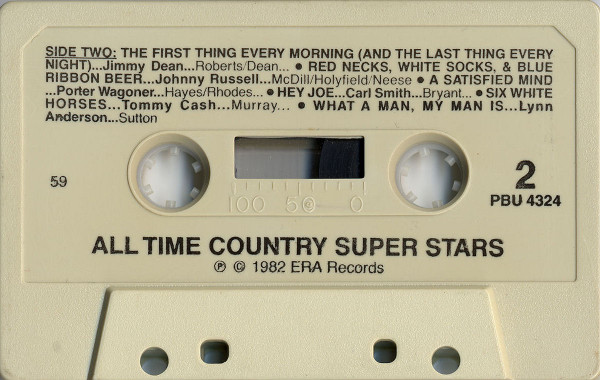 SIDE TWO: THE FIRST THING EVERY MORNING (AND THE LAST THING EVERY
NIGHT)...Jimmy Dean...Roberts/Dean... ● RED NECKS, WHITE SOCKS, & BLUE
RIBBON BEER...Johnny Russell...McDill/Holyfield/Neese ● A SATISFIED MIND
...Porter Wagoner...Hayes/Rhodes... ● HEY JOE...Carl Smith...Bryant... ● SIX WHITE
HORSES...Tommy Cash...Murray... ● WHAT A MAN, MY MAN IS...Lynn
Anderson...Sutton
59
100 50 0
2
PBU 4324
ALL TIME COUNTRY SUPER STARS
℗ © 1982 ERA Records